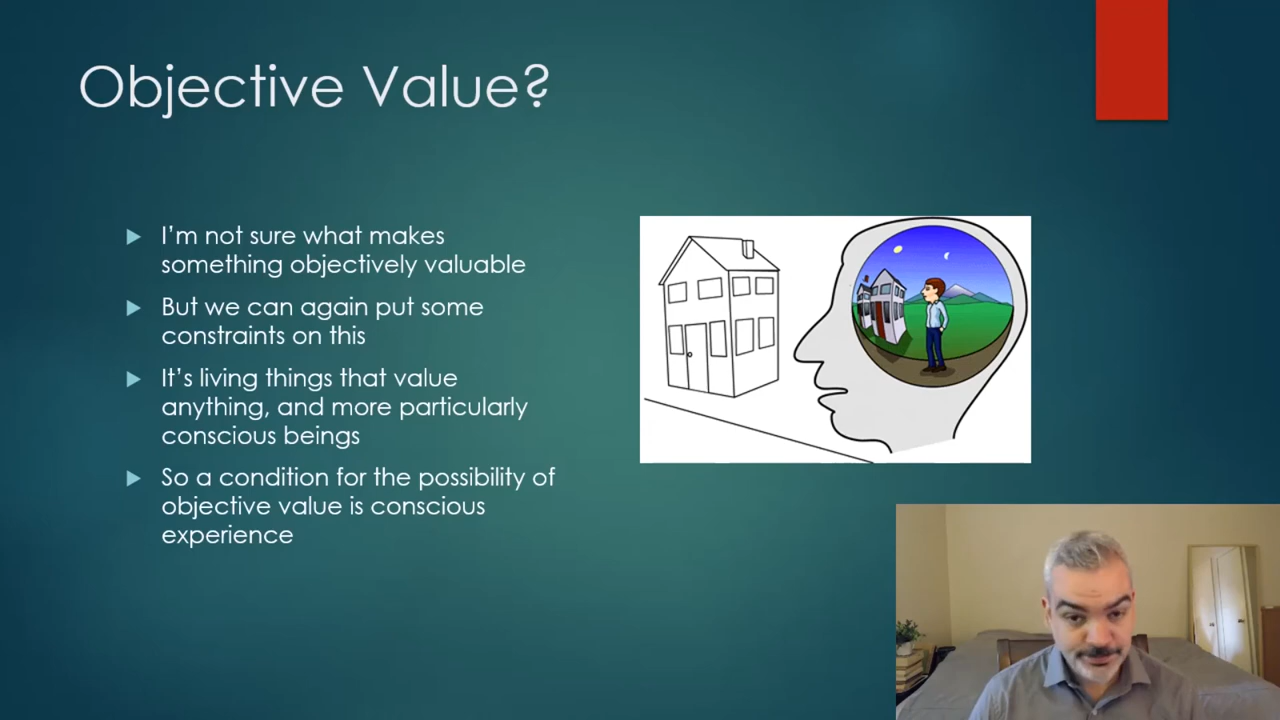 Objective Value?
I'm not sure what makes
something objectively valuable
But we can again put some
constraints on this
It's living things that value
anything, and more particularly
conscious beings
So a condition for the possibility of
objective value is conscious
experience